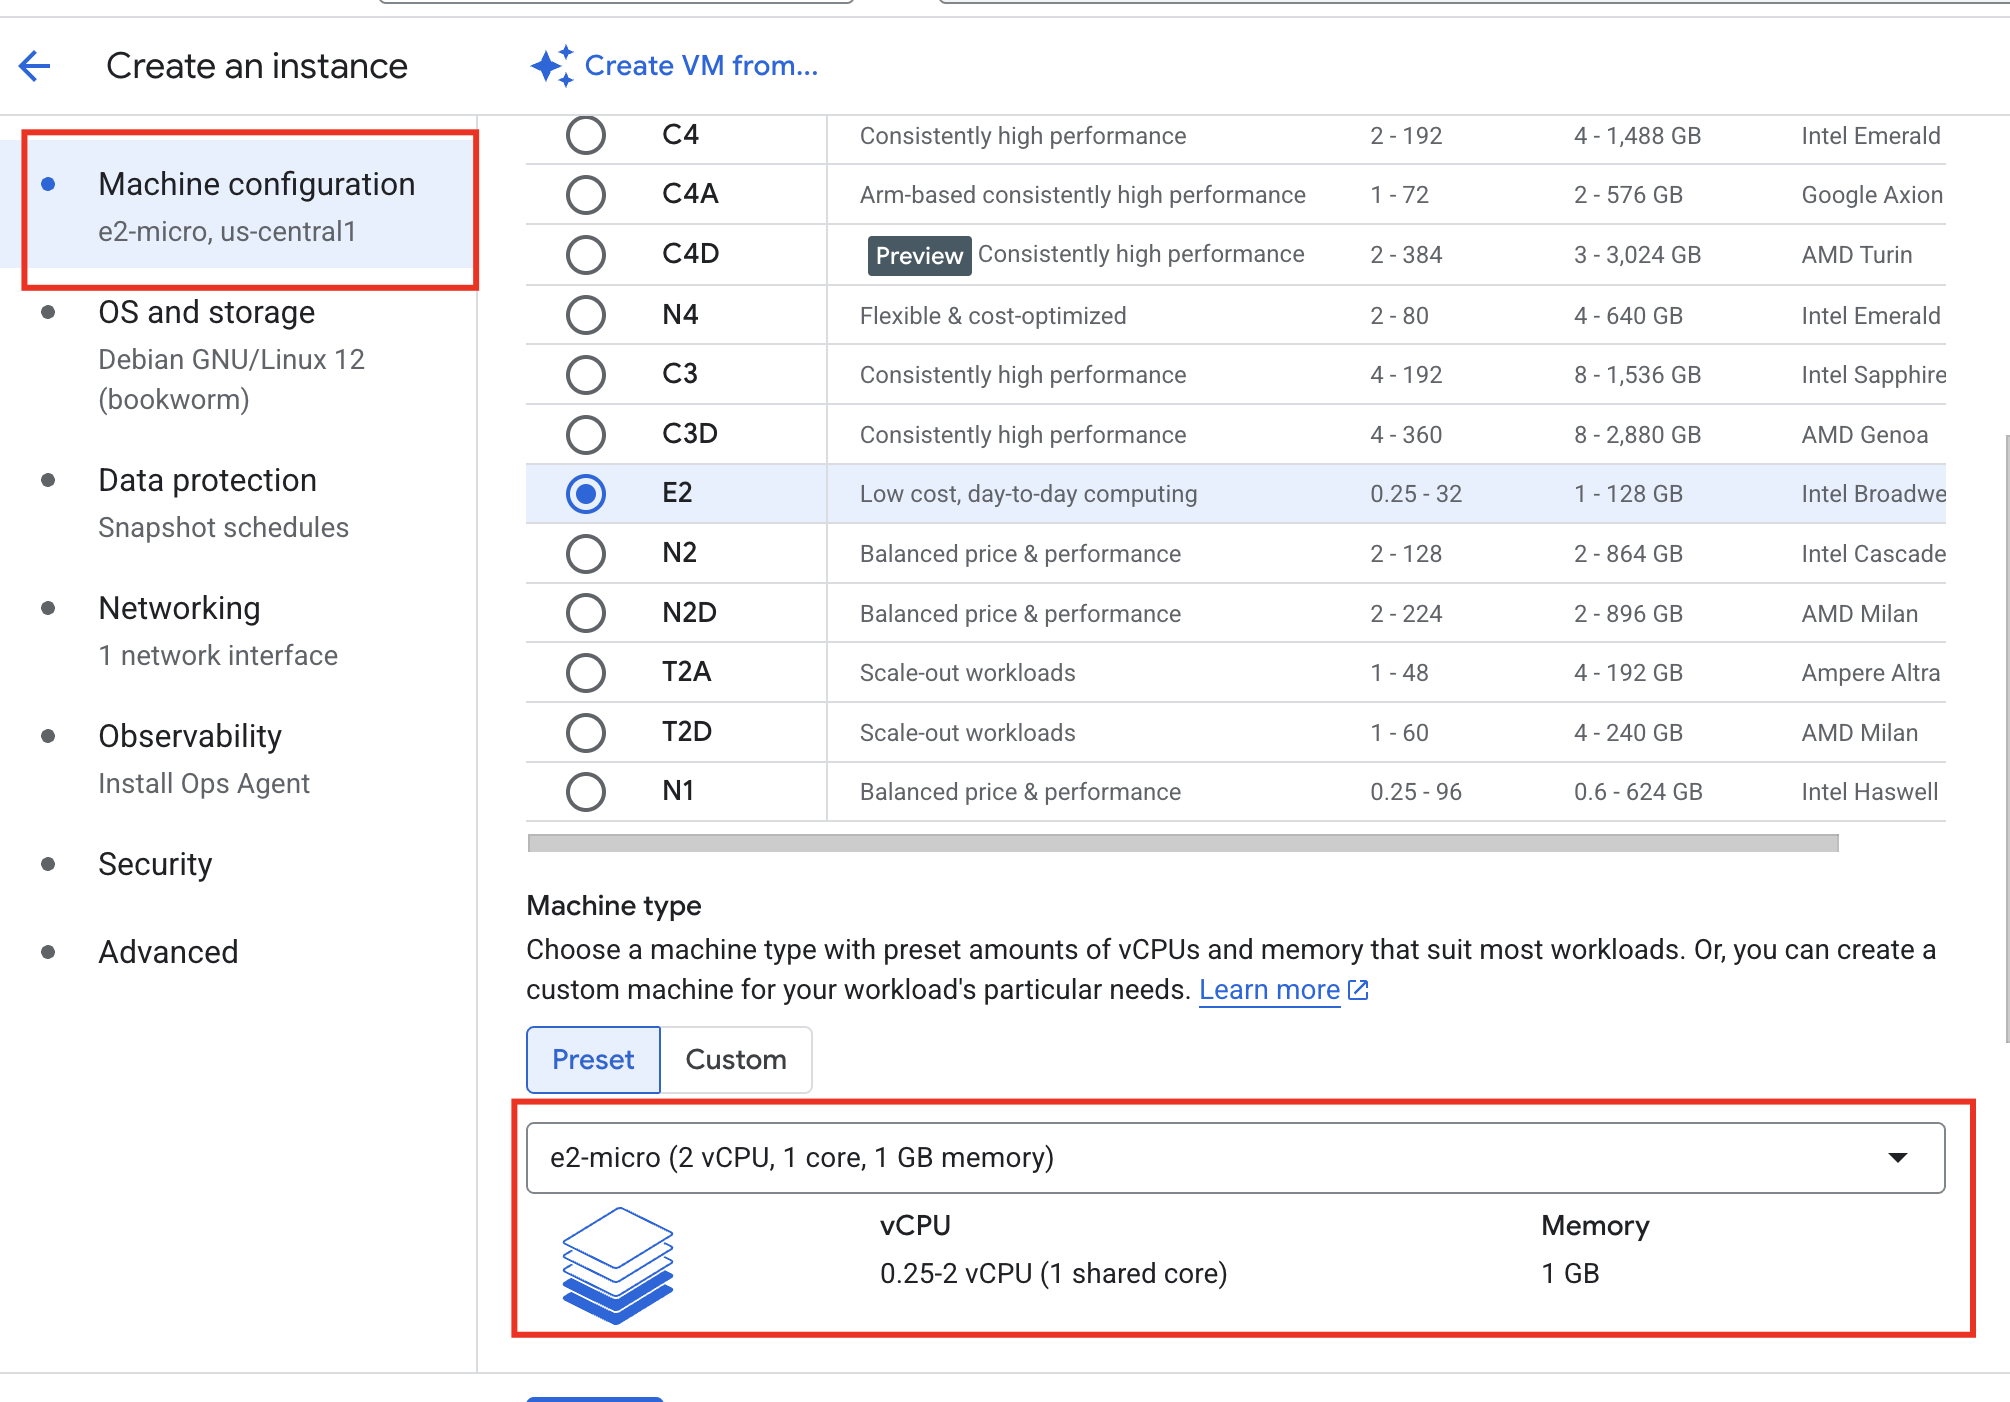 Create an instance
Create VM from...
Machine configuration
e2-micro, us-central1
OS and storage
Debian GNU/Linux 12
(bookworm)
Data protection
Snapshot schedules
Networking
1 network interface
Observability
Install Ops Agent
Security
Advanced
C4 Consistently high performance 2 - 192 4 - 1,488 GB Intel Emerald
C4A Arm-based consistently high performance 1 - 72 2 - 576 GB Google Axion
C4D Preview Consistently high performance 2 - 384 3 - 3,024 GB AMD Turin
N4 Flexible & cost-optimized 2 - 80 4 - 640 GB Intel Emerald
C3 Consistently high performance 4 - 192 8 - 1,536 GB Intel Sapphire
C3D Consistently high performance 4 - 360 8 - 2,880 GB AMD Genoa
E2 Low cost, day-to-day computing 0.25 - 32 1 - 128 GB Intel Broadwe
N2 Balanced price & performance 2 - 128 2 - 864 GB Intel Cascade
N2D Balanced price & performance 2 - 224 2 - 896 GB AMD Milan
T2A Scale-out workloads 1 - 48 4 - 192 GB Ampere Altra
T2D Scale-out workloads 1 - 60 4 - 240 GB AMD Milan
N1 Balanced price & performance 0.25 - 96 0.6 - 624 GB Intel Haswell
Machine type
Choose a machine type with preset amounts of vCPUs and memory that suit most workloads. Or, you can create a
custom machine for your workload's particular needs. Learn more
Preset Custom
e2-micro (2 vCPU, 1 core, 1 GB memory)
vCPU Memory
0.25-2 vCPU (1 shared core) 1 GB